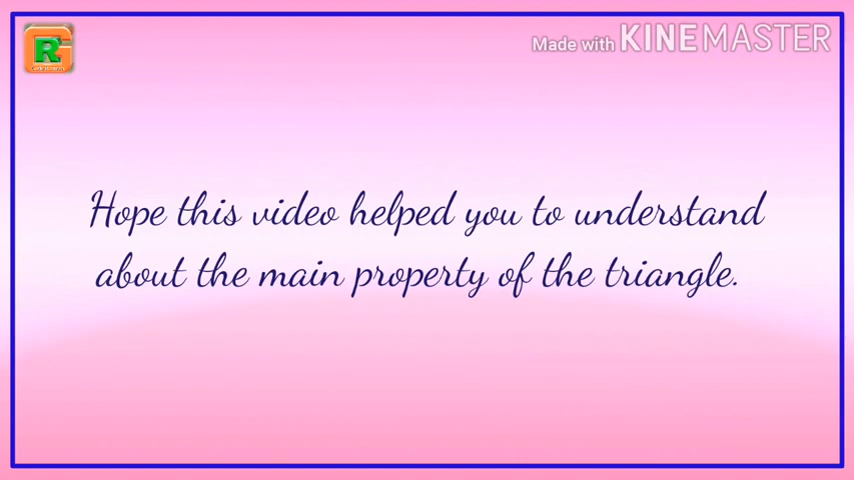 Made with KINEMASTER
Hope this video helped you to understand
about the main property of the triangle.